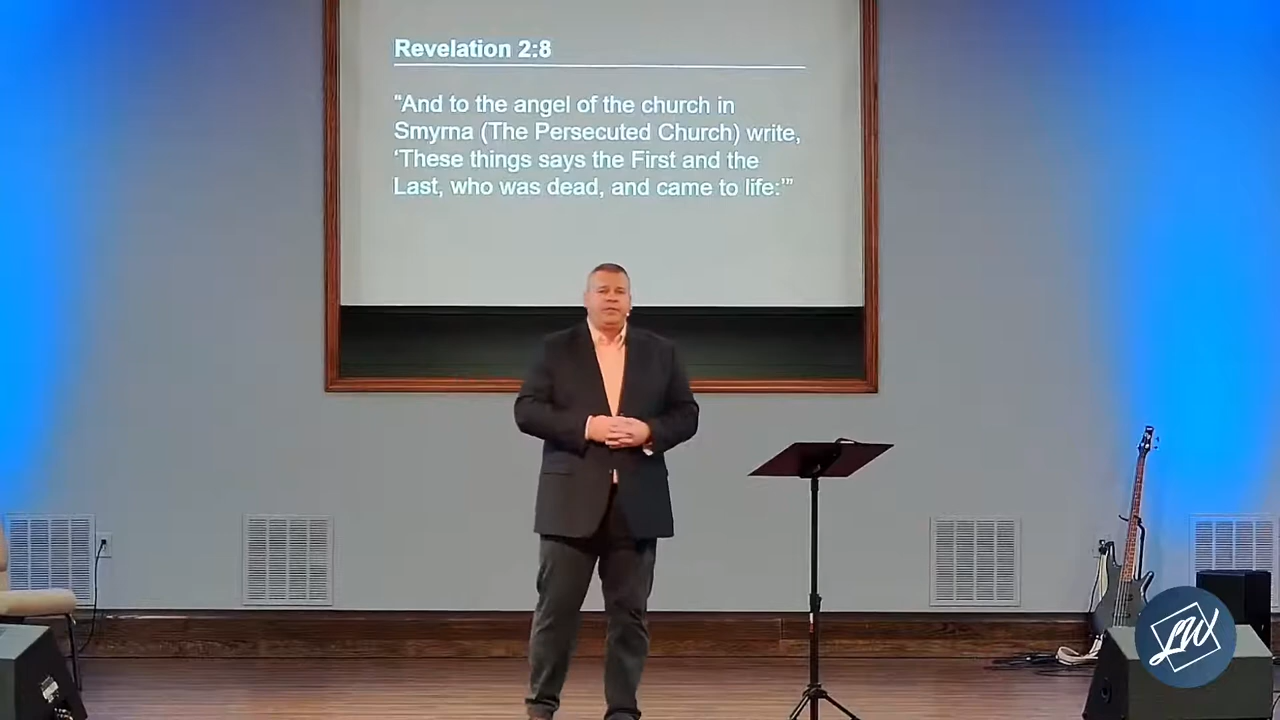 Revelation 2:8
“And to the angel of the church in
Smyrna (The Persecuted Church) write,
‘These things says the First and the
Last, who was dead, and came to life:’”
LW